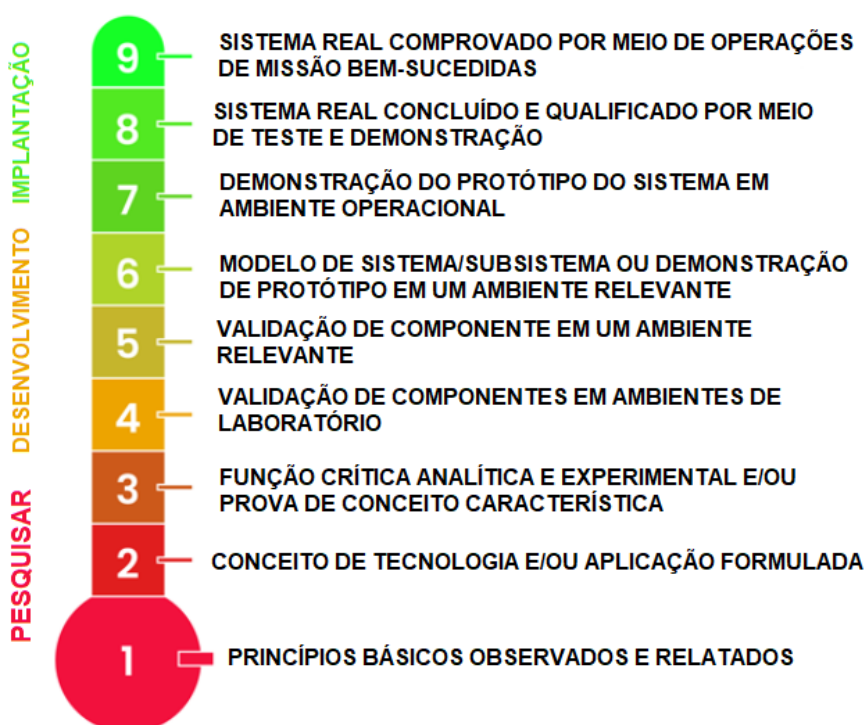 IMPLANTAÇÃO
9
SISTEMA REAL COMPROVADO POR MEIO DE OPERAÇÕES
DE MISSÃO BEM-SUCEDIDAS
8
SISTEMA REAL CONCLUÍDO E QUALIFICADO POR MEIO
DE TESTE E DEMONSTRAÇÃO
7
DEMONSTRAÇÃO DO PROTÓTIPO DO SISTEMA EM
AMBIENTE OPERACIONAL
DESENVOLVIMENTO
6
MODELO DE SISTEMA/SUBSISTEMA OU DEMONSTRAÇÃO
DE PROTÓTIPO EM UM AMBIENTE RELEVANTE
5
VALIDAÇÃO DE COMPONENTE EM UM AMBIENTE
RELEVANTE
4
VALIDAÇÃO DE COMPONENTES EM AMBIENTES DE
LABORATÓRIO
PESQUISAR
3
FUNÇÃO CRÍTICA ANALÍTICA E EXPERIMENTAL E/OU
PROVA DE CONCEITO CARACTERÍSTICA
2
CONCEITO DE TECNOLOGIA E/OU APLICAÇÃO FORMULADA
1
PRINCÍPIOS BÁSICOS OBSERVADOS E RELATADOS